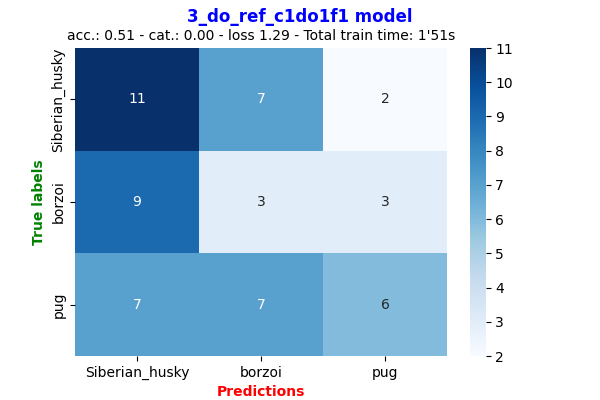 3_do_ref_c1do1f1 model
acc.: 0.51 - cat.: 0.00 - loss 1.29 - Total train time: 1'51s
True labels
Siberian_husky
11
7
2
borzoi
9
3
3
pug
7
7
6
Siberian_husky
borzoi
pug
Predictions
11
10
9
8
7
6
5
4
3
2